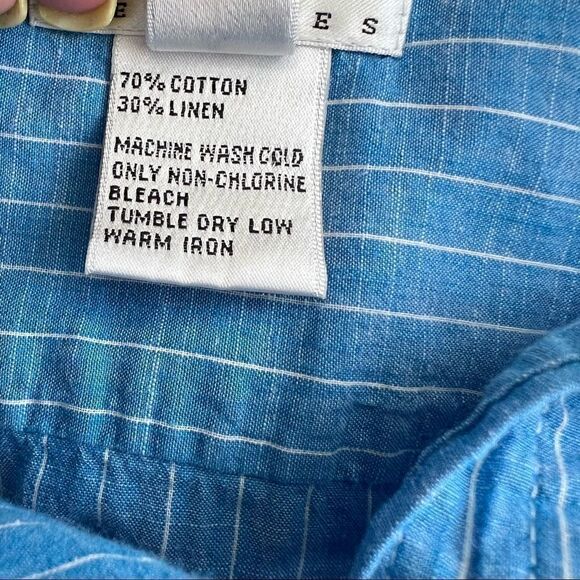 E E S
70% COTTON
30% LINEN
MACHINE WASH COLD
ONLY NON-CHLORINE
BLEACH
TUMBLE DRY LOW
WARM IRON